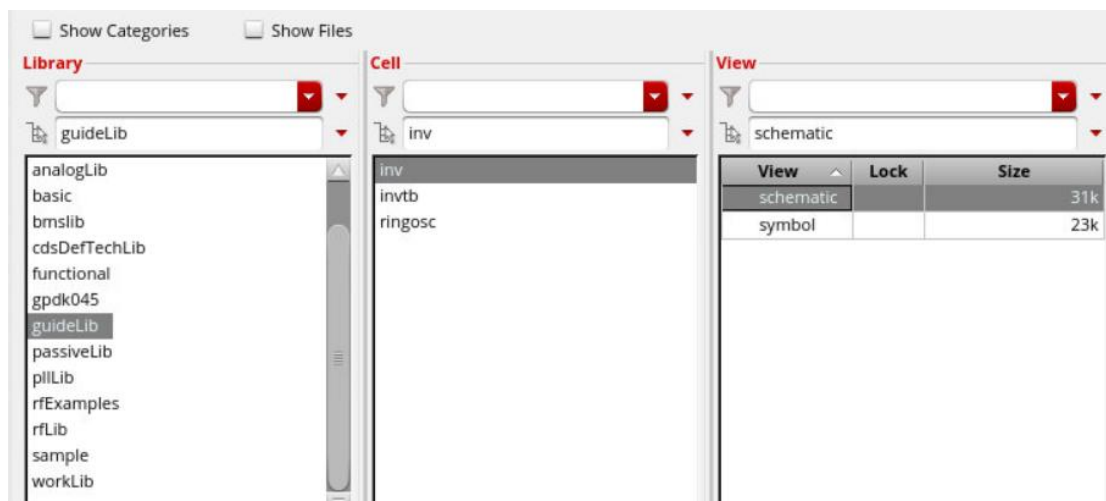 Show Categories Show Files
Library
guideLib
analogLib
basic
bmslib
cdsDefTechLib
functional
gpdk045
guideLib
passiveLib
pllLib
rfExamples
rfLib
sample
workLib
Cell
inv
inv
invtb
ringosc
View
schematic
View Lock Size
schematic 31k
symbol 23k